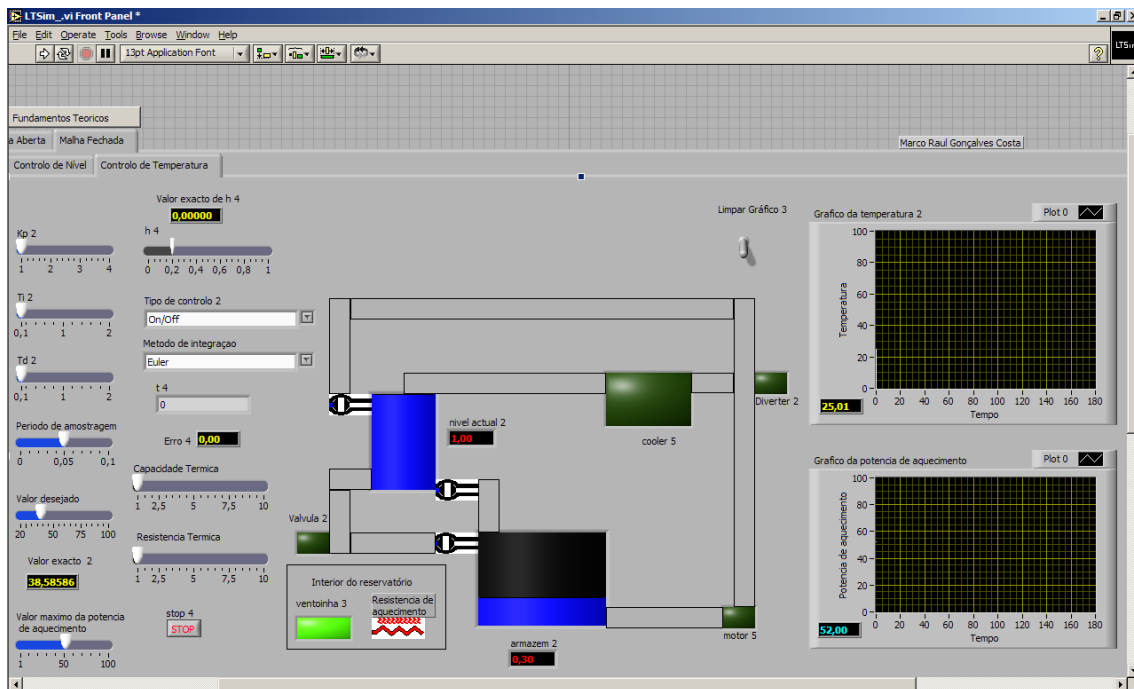 LTSim_.vi Front Panel *
File Edit Operate Tools Browse Window Help
13pt Application Font
?
LTSim
Fundamentos Teoricos
a Aberta Malha Fechada
Marco Raul Gonçalves Costa
Controlo de Nível Controlo de Temperatura
Valor exacto de h 4
0,00000
Kp 2
1 2 3 4
h 4
0 0,2 0,4 0,6 0,8 1
Ti 2
0,1 1 2
Tipo de controlo 2
On/Off
Metodo de integraçao
Euler
Td 2
0,1 1 2
t 4
0
Periodo de amostragem
0 0,05 0,1
Erro 4 0,00
Capacidade Termica
1 2,5 5 7,5 10
Valor desejado
20 50 75 100
Resistencia Termica
1 2,5 5 7,5 10
Valor exacto 2
38,58586
Valor maximo da potencia
de aquecimento
1 50 100
stop 4
STOP
Limpar Gráfico 3
nivel actual 2
1,00
cooler 5
Diverter 2
Valvula 2
Interior do reservatório
ventoinha 3
Resistencia de
aquecimento
armazem 2
0,30
motor 5
Grafico da temperatura 2
Plot 0
Temperatura
100
80
60
40
20
0
0 20 40 60 80 100 120 140 160 180
Tempo
25,01
Grafico da potencia de aquecimento
Plot 0
Potencia de aquecimento
100
80
60
40
20
0
0 20 40 60 80 100 120 140 160 180
Tempo
52,00